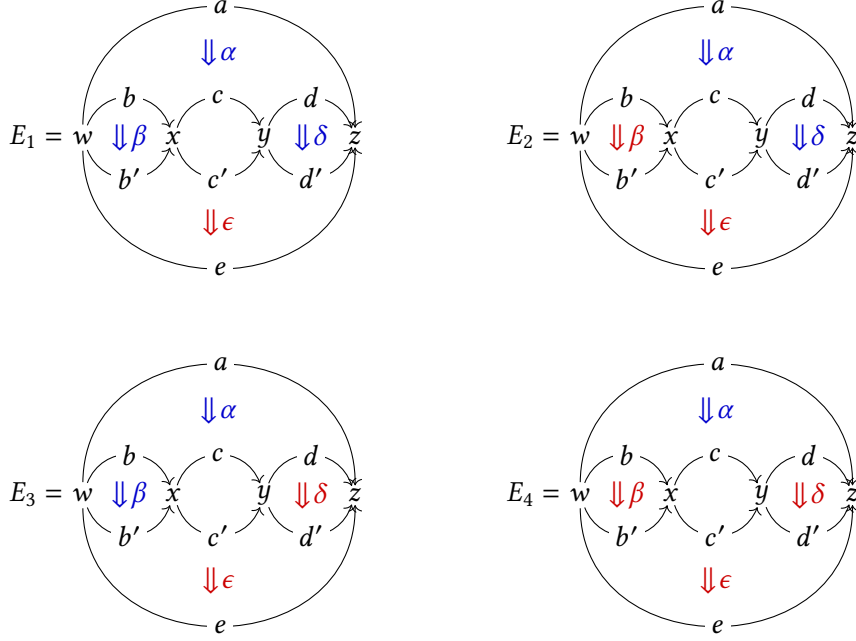 a a
⇓α ⇓α
b c d b c d
E₁ = w ⇓β x y ⇓δ z E₂ = w ⇓β x y ⇓δ z
b′ c′ d′ b′ c′ d′
⇓ϵ ⇓ϵ
e e
a a
⇓α ⇓α
b c d b c d
E₃ = w ⇓β x y ⇓δ z E₄ = w ⇓β x y ⇓δ z
b′ c′ d′ b′ c′ d′
⇓ϵ ⇓ϵ
e e